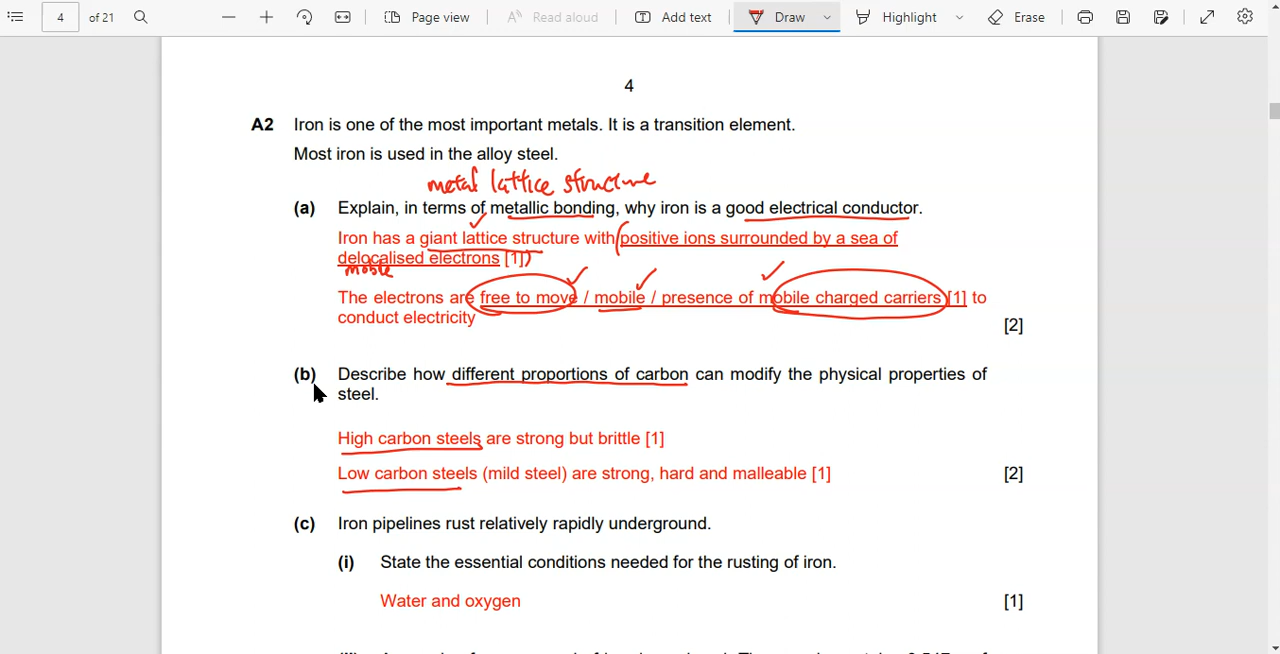 4 of 21 Page view Read aloud Add text Draw Highlight Erase
4
A2 Iron is one of the most important metals. It is a transition element.
Most iron is used in the alloy steel.
metal lattice structure
(a) Explain, in terms of metallic bonding, why iron is a good electrical conductor.
Iron has a giant lattice structure with (positive ions surrounded by a sea of
delocalised electrons [1])
mobile
The electrons are free to move / mobile / presence of mobile charged carriers [1] to
conduct electricity
[2]
(b) Describe how different proportions of carbon can modify the physical properties of
steel.
High carbon steels are strong but brittle [1]
Low carbon steels (mild steel) are strong, hard and malleable [1] [2]
(c) Iron pipelines rust relatively rapidly underground.
(i) State the essential conditions needed for the rusting of iron.
Water and oxygen [1]